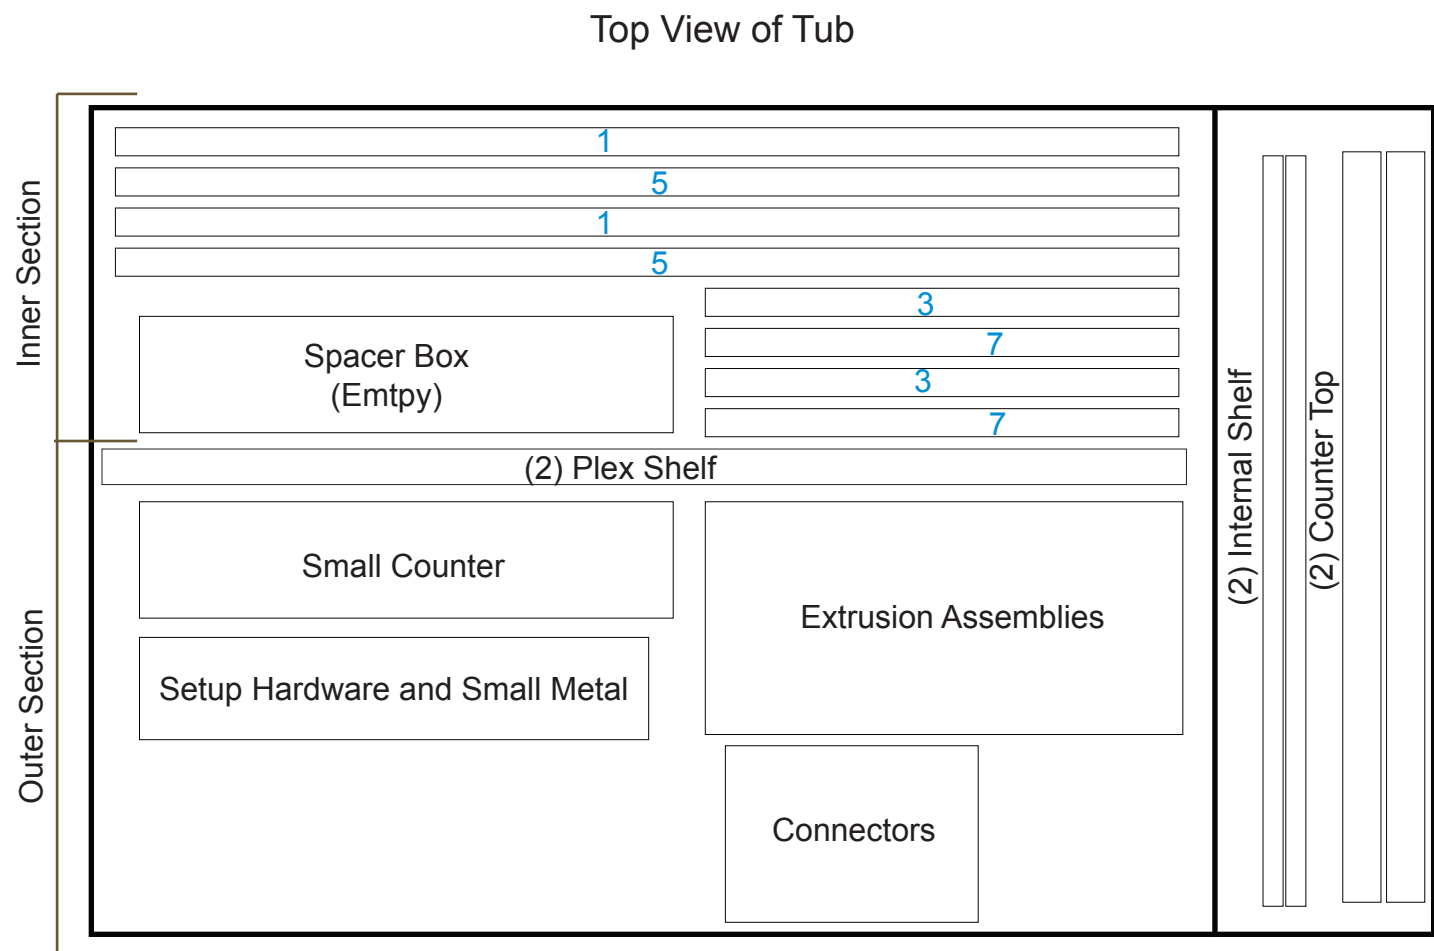 Top View of Tub
Inner Section
1
5
1
5
3
7
3
7
Spacer Box
(Emtpy)
(2) Plex Shelf
Outer Section
Small Counter
Extrusion Assemblies
Setup Hardware and Small Metal
Connectors
(2) Internal Shelf
(2) Counter Top